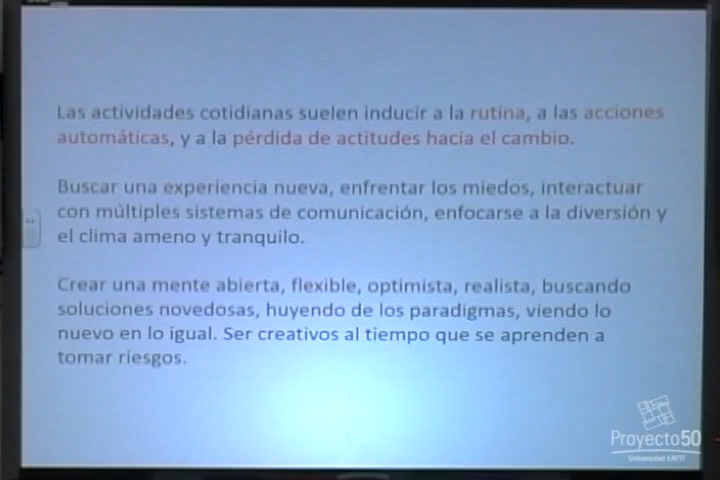 Las actividades cotidianas suelen inducir a la rutina, a las acciones
automáticas, y a la pérdida de actitudes hacia el cambio.
Buscar una experiencia nueva, enfrentar los miedos, interactuar
con múltiples sistemas de comunicación, enfocarse a la diversión y
el clima ameno y tranquilo.
Crear una mente abierta, flexible, optimista, realista, buscando
soluciones novedosas, huyendo de los paradigmas, viendo lo
nuevo en lo igual. Ser creativos al tiempo que se aprenden a
tomar riesgos.
Proyecto50
Universidad EAFIT